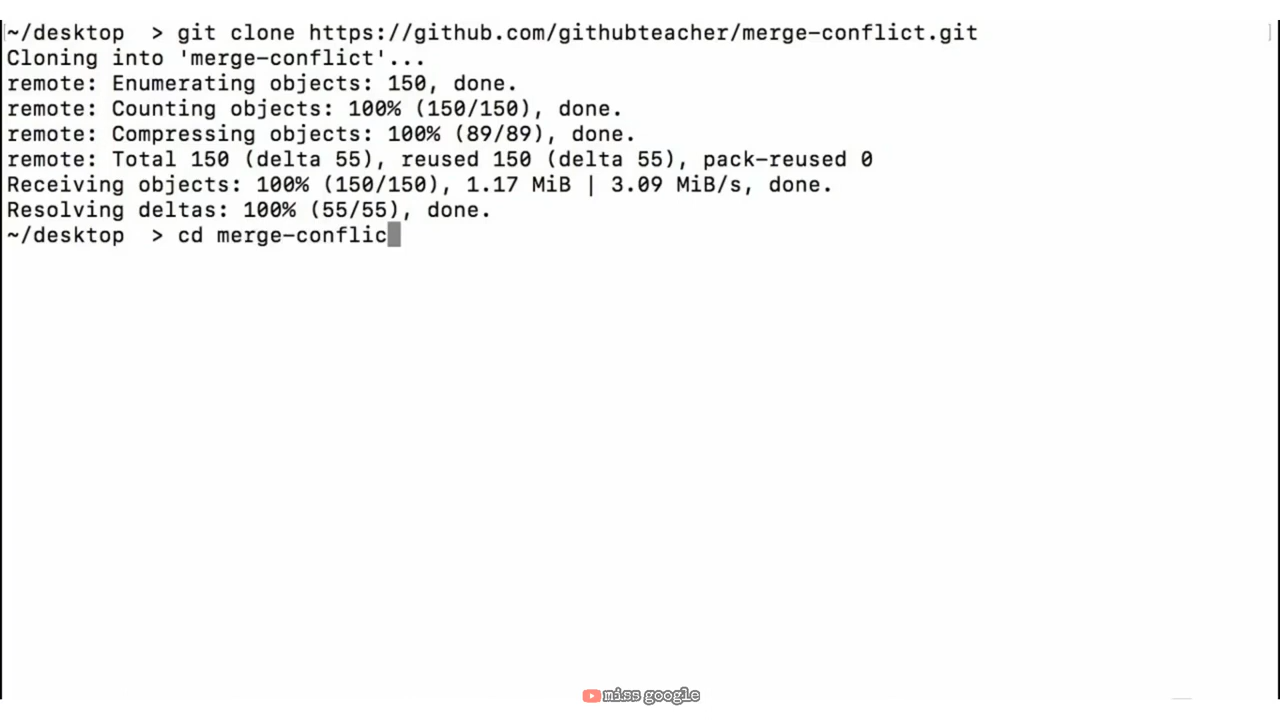 ~/desktop  > git clone https://github.com/githubteacher/merge-conflict.git
Cloning into 'merge-conflict'...
remote: Enumerating objects: 150, done.
remote: Counting objects: 100% (150/150), done.
remote: Compressing objects: 100% (89/89), done.
remote: Total 150 (delta 55), reused 150 (delta 55), pack-reused 0
Receiving objects: 100% (150/150), 1.17 MiB | 3.09 MiB/s, done.
Resolving deltas: 100% (55/55), done.
~/desktop  > cd merge-conflic
miss google